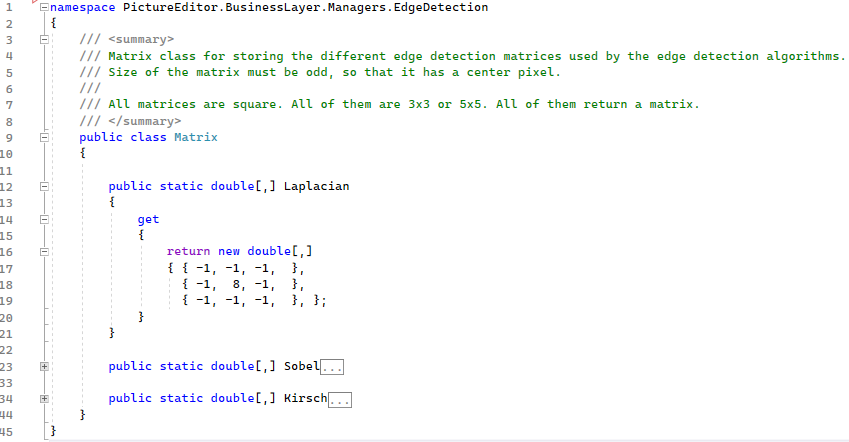 1 namespace PictureEditor.BusinessLayer.Managers.EdgeDetection
2 {
3 /// <summary>
4 /// Matrix class for storing the different edge detection matrices used by the edge detection algorithms.
5 /// Size of the matrix must be odd, so that it has a center pixel.
6 ///
7 /// All matrices are square. All of them are 3x3 or 5x5. All of them return a matrix.
8 /// </summary>
9 public class Matrix
10 {
11
12 public static double[,] Laplacian
13 {
14 get
15 {
16 return new double[,]
17 { { -1, -1, -1, },
18 { -1, 8, -1, },
19 { -1, -1, -1, }, };
20 }
21 }
22
23 public static double[,] Sobel...
33
34 public static double[,] Kirsch...
44 }
45 }